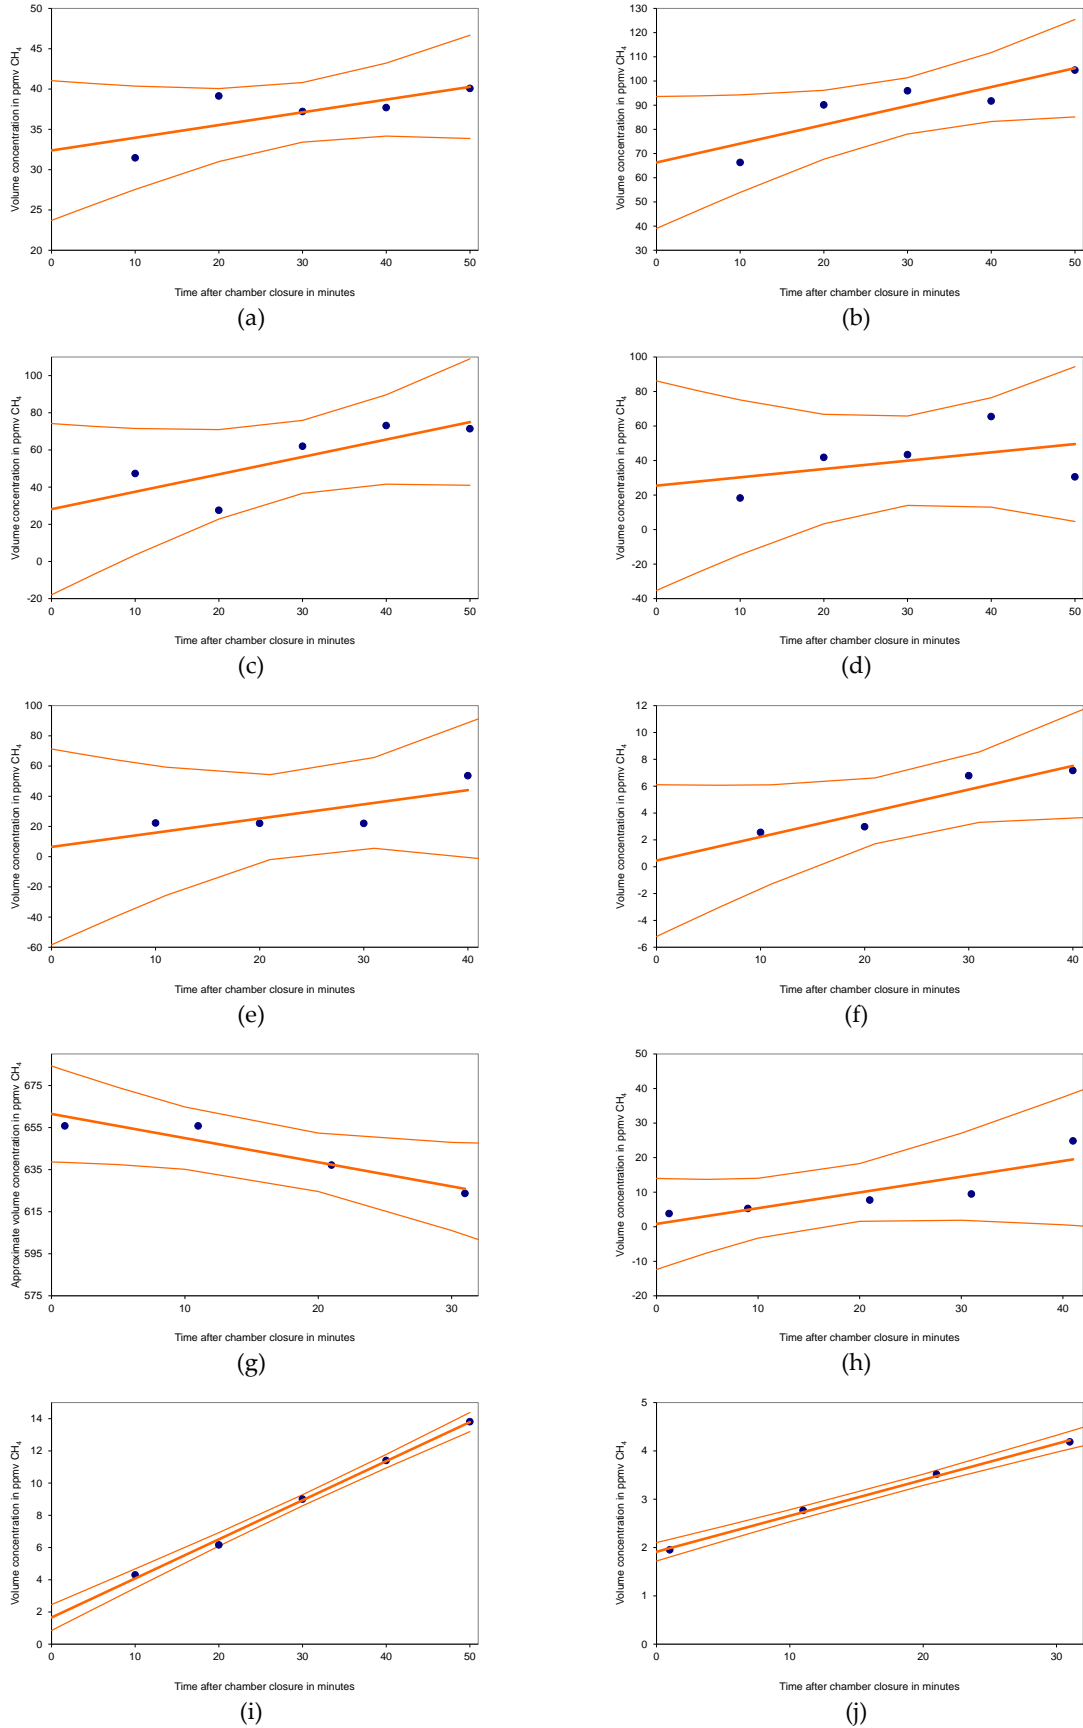 50
45
40
35
30
25
20
Volume concentration in ppmv CH4
0 10 20 30 40 50
Time after chamber closure in minutes
(a)
130
120
110
100
90
80
70
60
50
40
30
Volume concentration in ppmv CH4
0 10 20 30 40 50
Time after chamber closure in minutes
(b)
100
80
60
40
20
0
-20
Volume concentration in ppmv CH4
0 10 20 30 40 50
Time after chamber closure in minutes
(c)
100
80
60
40
20
0
-20
-40
Volume concentration in ppmv CH4
0 10 20 30 40 50
Time after chamber closure in minutes
(d)
100
80
60
40
20
0
-20
-40
-60
Volume concentration in ppmv CH4
0 10 20 30 40
Time after chamber closure in minutes
(e)
12
10
8
6
4
2
0
-2
-4
-6
Volume concentration in ppmv CH4
0 10 20 30 40
Time after chamber closure in minutes
(f)
675
655
635
615
595
575
Approximate volume concentration in ppmv CH4
0 10 20 30
Time after chamber closure in minutes
(g)
50
40
30
20
10
0
-10
-20
Volume concentration in ppmv CH4
0 10 20 30 40
Time after chamber closure in minutes
(h)
14
12
10
8
6
4
2
0
Volume concentration in ppmv CH4
0 10 20 30 40 50
Time after chamber closure in minutes
(i)
5
4
3
2
1
0
Volume concentration in ppmv CH4
0 10 20 30
Time after chamber closure in minutes
(j)